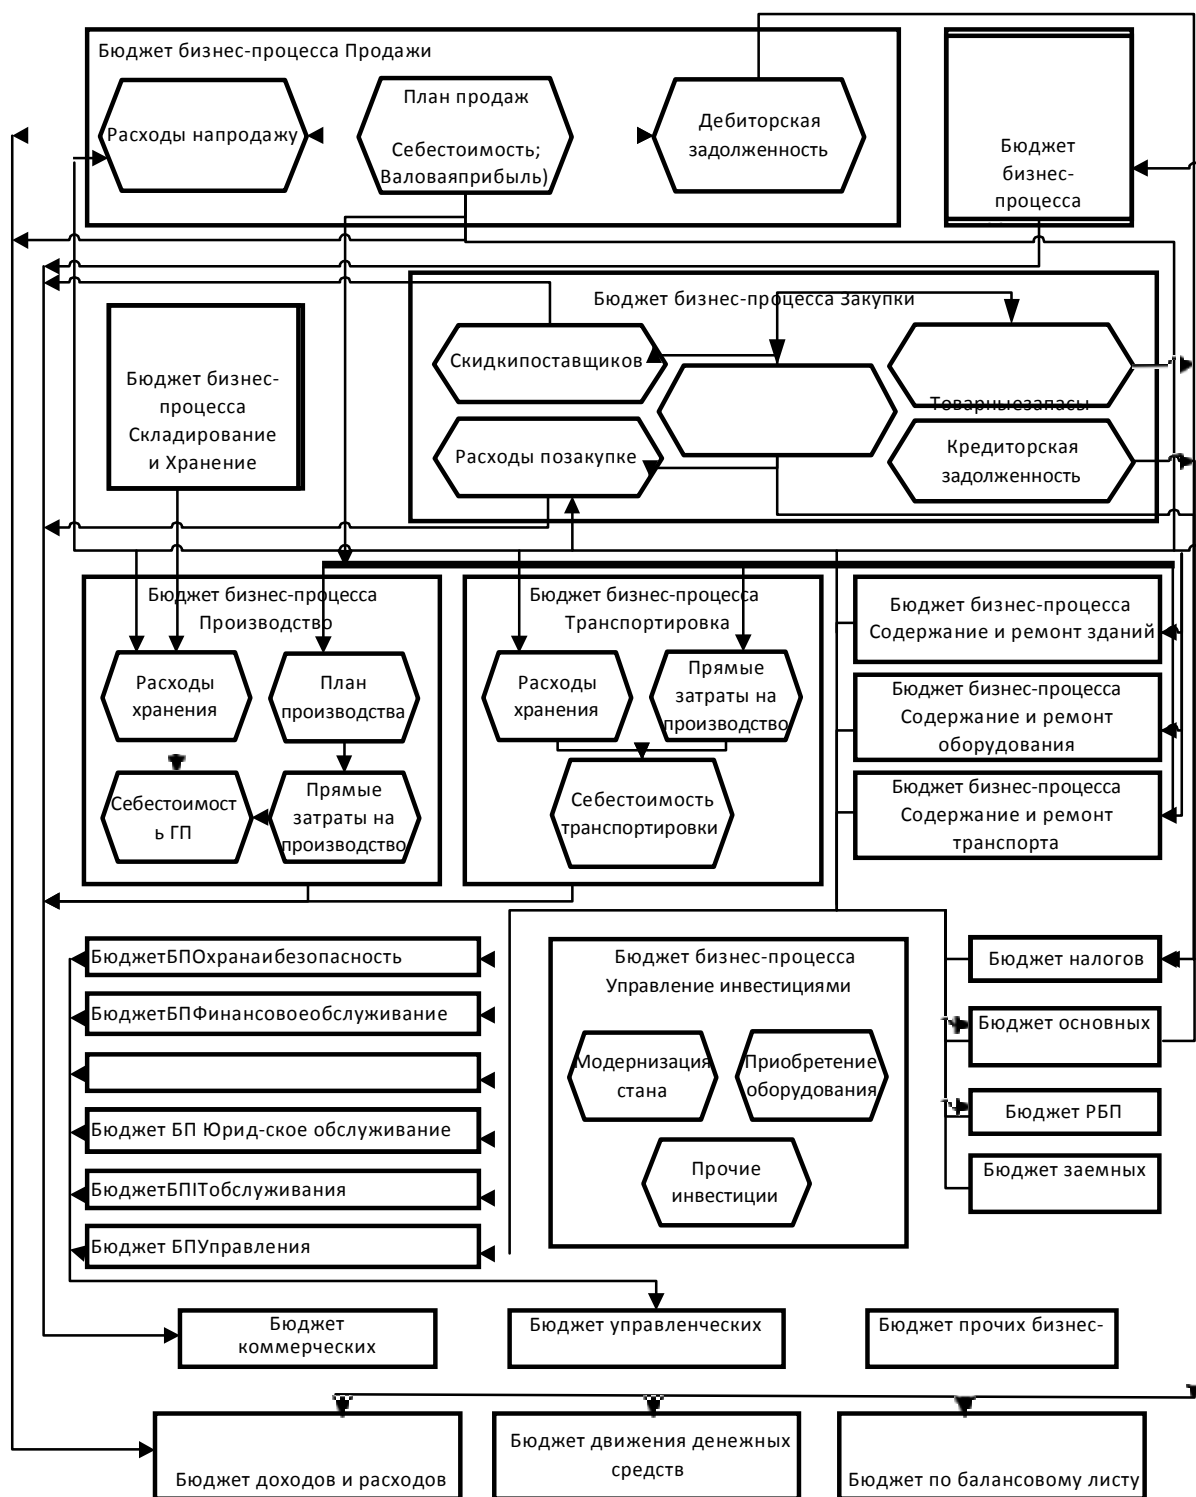 Бюджет бизнес-процесса Продажи
Расходы напродажу
План продаж
Себестоимость;
Валоваяприбыль)
Дебиторская
задолженность
Бюджет
бизнес-
процесса
Бюджет бизнес-процесса Закупки
Скидкипоставщиков
Расходы позакупке
Товарныезапасы
Кредиторская
задолженность
Бюджет бизнес-
процесса
Складирование
и Хранение
Бюджет бизнес-процесса
Производство
Расходы
хранения
План
производства
Себестоимост
ь ГП
Прямые
затраты на
производство
Бюджет бизнес-процесса
Транспортировка
Расходы
хранения
Прямые
затраты на
производство
Себестоимость
транспортировки
Бюджет бизнес-процесса
Содержание и ремонт зданий
Бюджет бизнес-процесса
Содержание и ремонт
оборудования
Бюджет бизнес-процесса
Содержание и ремонт
транспорта
БюджетБПОхранаибезопасность
БюджетБПФинансовоеобслуживание
Бюджет БП Юрид-ское обслуживание
БюджетБПITобслуживания
Бюджет БПУправления
Бюджет бизнес-процесса
Управление инвестициями
Модернизация
стана
Приобретение
оборудования
Прочие
инвестиции
Бюджет налогов
Бюджет основных
Бюджет РБП
Бюджет заемных
Бюджет
коммерческих
Бюджет управленческих
Бюджет прочих бизнес-
Бюджет доходов и расходов
Бюджет движения денежных
средств
Бюджет по балансовому листу